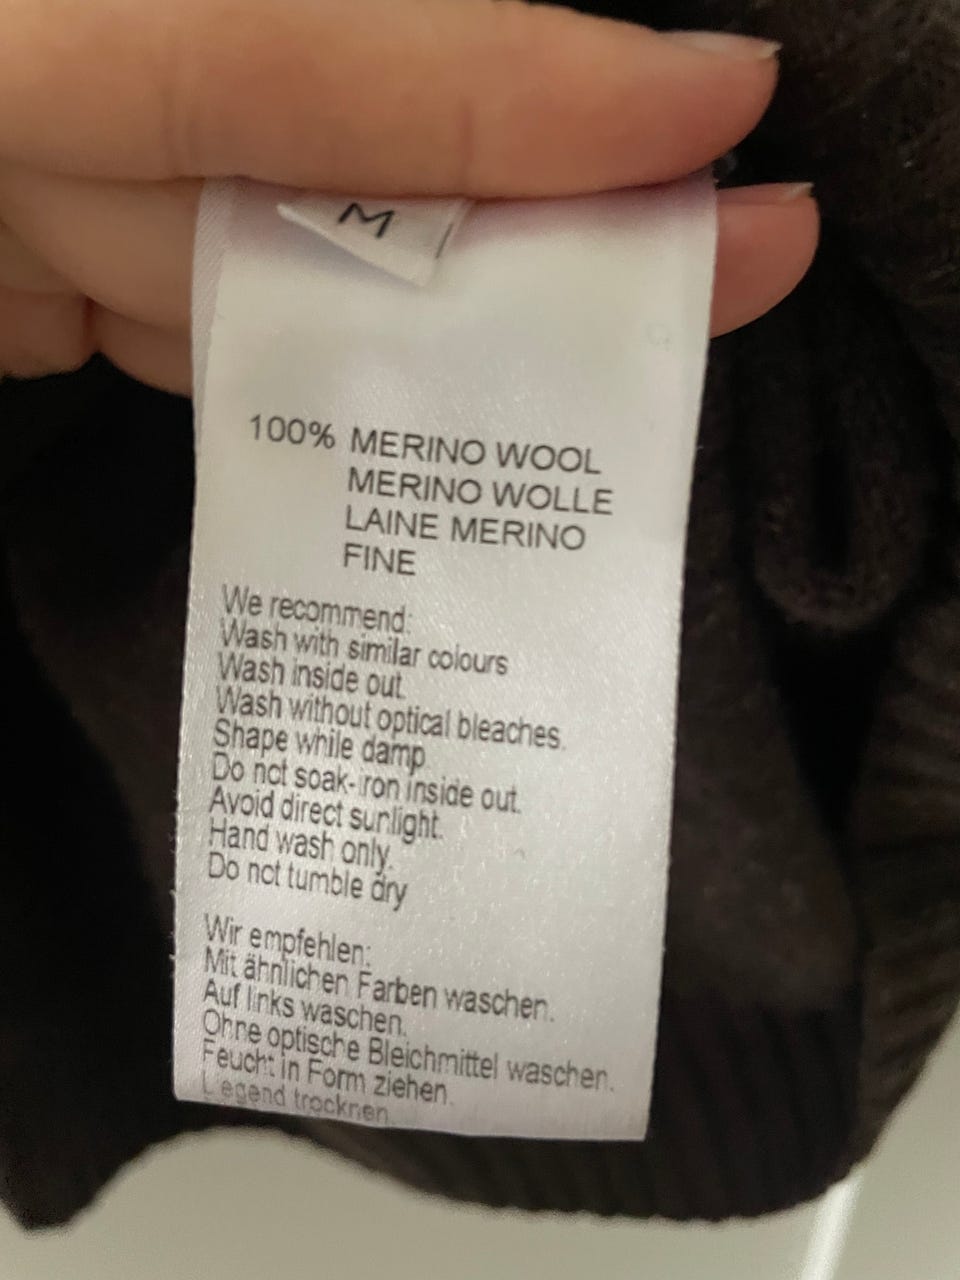 M
100% MERINO WOOL
MERINO WOLLE
LAINE MERINO
FINE
We recommend:
Wash with similar colours
Wash inside out.
Wash without optical bleaches.
Shape while damp
Do not soak-iron inside out.
Avoid direct sunlight.
Hand wash only.
Do not tumble dry
Wir empfehlen:
Mit ähnlichen Farben waschen.
Auf links waschen.
Ohne optische Bleichmittel waschen.
Feucht in Form ziehen.
Liegend trocknen.